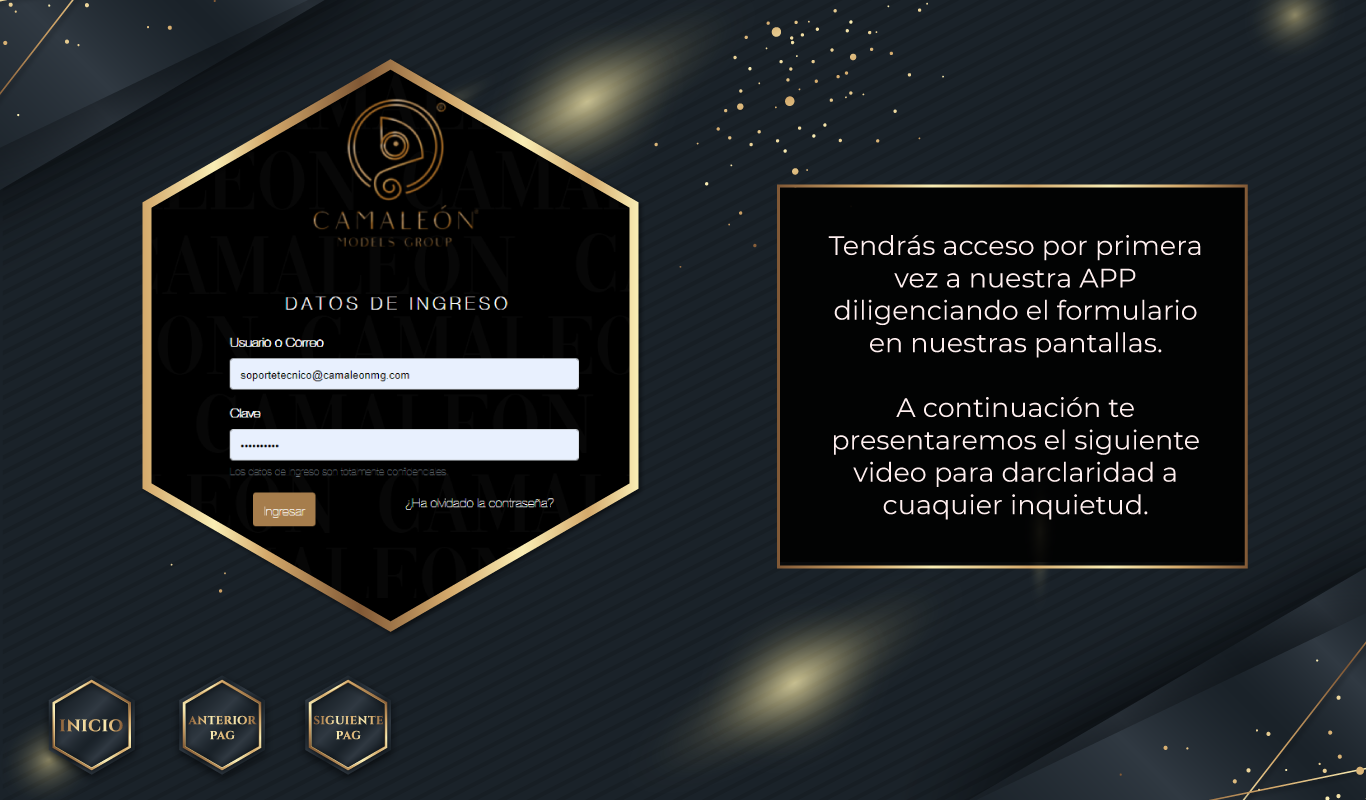 CAMALEÓN
MODELS GROUP
DATOS DE INGRESO
Usuario o Correo
soportetecnico@camaleonmg.com
Clave
••••••••••
Los datos de ingreso son totalmente confidenciales.
Ingresar
¿Ha olvidado la contraseña?
Tendrás acceso por primera
vez a nuestra APP
diligenciando el formulario
en nuestras pantallas.
A continuación te
presentaremos el siguiente
video para darclaridad a
cuaquier inquietud.
INICIO
ANTERIOR
PAG
SIGUIENTE
PAG